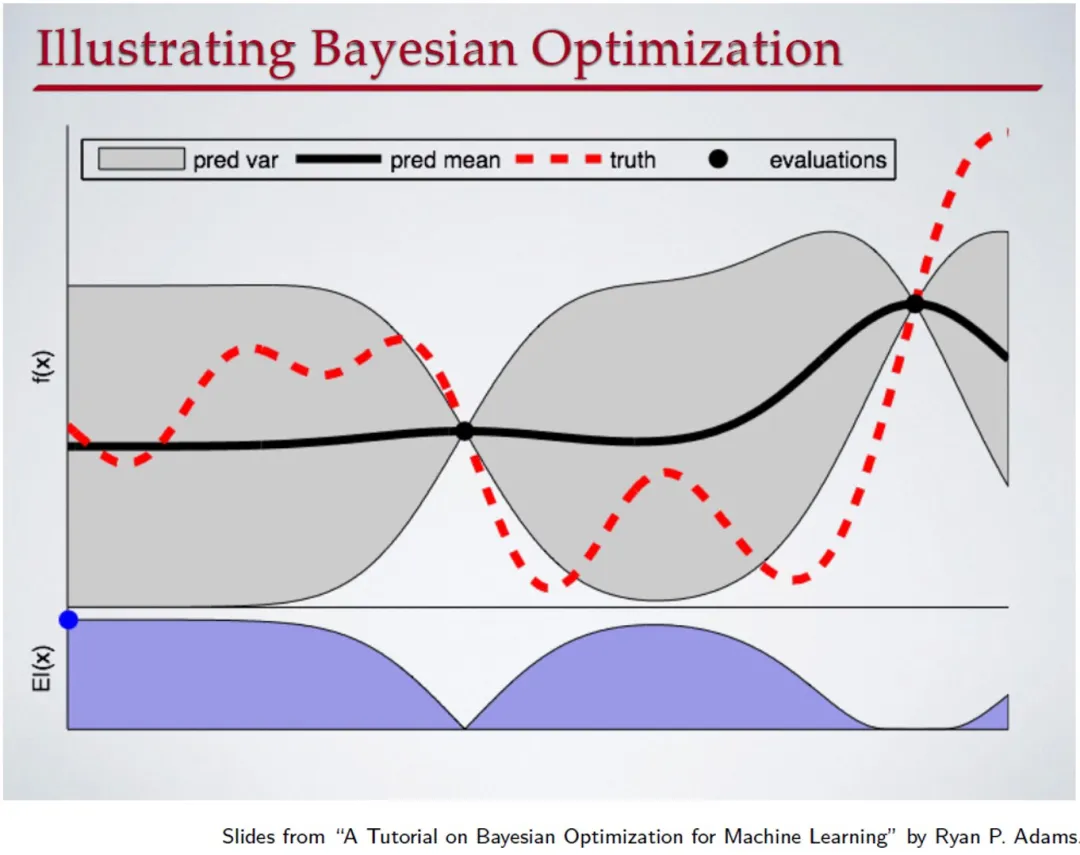 Illustrating Bayesian Optimization
pred var pred mean truth evaluations
f(x)
EI(x)
Slides from “A Tutorial on Bayesian Optimization for Machine Learning” by Ryan P. Adams.